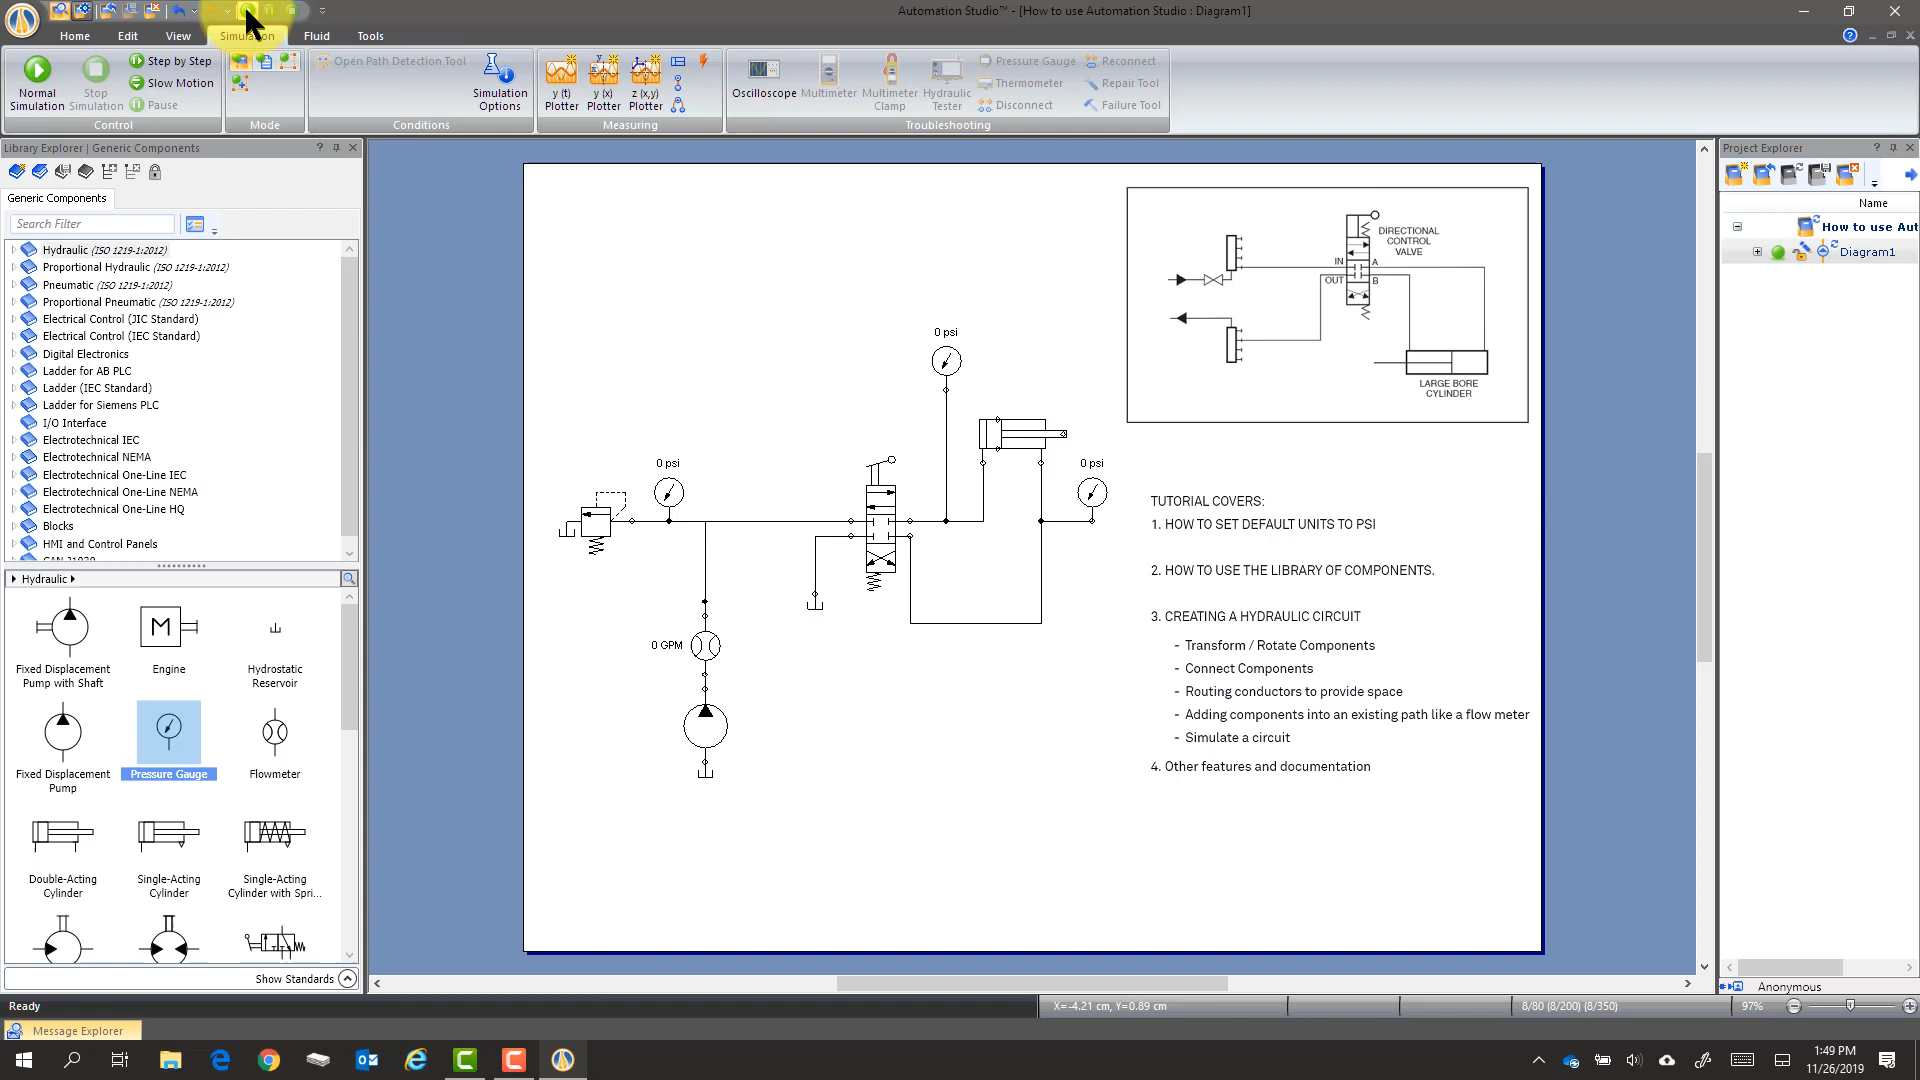 Automation Studio™ - [How to use Automation Studio : Diagram1]
Home Edit View Simulation Fluid Tools
Normal Simulation
Stop Simulation
Step by Step
Slow Motion
Pause
Control
Mode
Open Path Detection Tool
Simulation Options
Conditions
y (t) Plotter
y (x) Plotter
z (x,y) Plotter
Measuring
Oscilloscope
Multimeter
Multimeter Clamp
Hydraulic Tester
Pressure Gauge
Thermometer
Disconnect
Reconnect
Repair Tool
Failure Tool
Troubleshooting
Library Explorer | Generic Components
Generic Components
Search Filter
Hydraulic (ISO 1219-1:2012)
Proportional Hydraulic (ISO 1219-1:2012)
Pneumatic (ISO 1219-1:2012)
Proportional Pneumatic (ISO 1219-1:2012)
Electrical Control (JIC Standard)
Electrical Control (IEC Standard)
Digital Electronics
Ladder for AB PLC
Ladder (IEC Standard)
Ladder for Siemens PLC
I/O Interface
Electrotechnical IEC
Electrotechnical NEMA
Electrotechnical One-Line IEC
Electrotechnical One-Line NEMA
Electrotechnical One-Line HQ
Blocks
HMI and Control Panels
Hydraulic
Fixed Displacement Pump with Shaft
M
Engine
Hydrostatic Reservoir
Fixed Displacement Pump
Pressure Gauge
Flowmeter
Double-Acting Cylinder
Single-Acting Cylinder
Single-Acting Cylinder with Spri...
Show Standards
0 psi
0 psi
0 psi
0 GPM
DIRECTIONAL
CONTROL
VALVE
IN A
OUT B
LARGE BORE
CYLINDER
TUTORIAL COVERS:
1. HOW TO SET DEFAULT UNITS TO PSI
2. HOW TO USE THE LIBRARY OF COMPONENTS.
3. CREATING A HYDRAULIC CIRCUIT
- Transform / Rotate Components
- Connect Components
- Routing conductors to provide space
- Adding components into an existing path like a flow meter
- Simulate a circuit
4. Other features and documentation
Project Explorer
Name
How to use Aut
Diagram1
Anonymous
Ready
X=-4.21 cm, Y=0.89 cm
8/80 (8/200) (8/350)
97%
Message Explorer
1:49 PM
11/26/2019